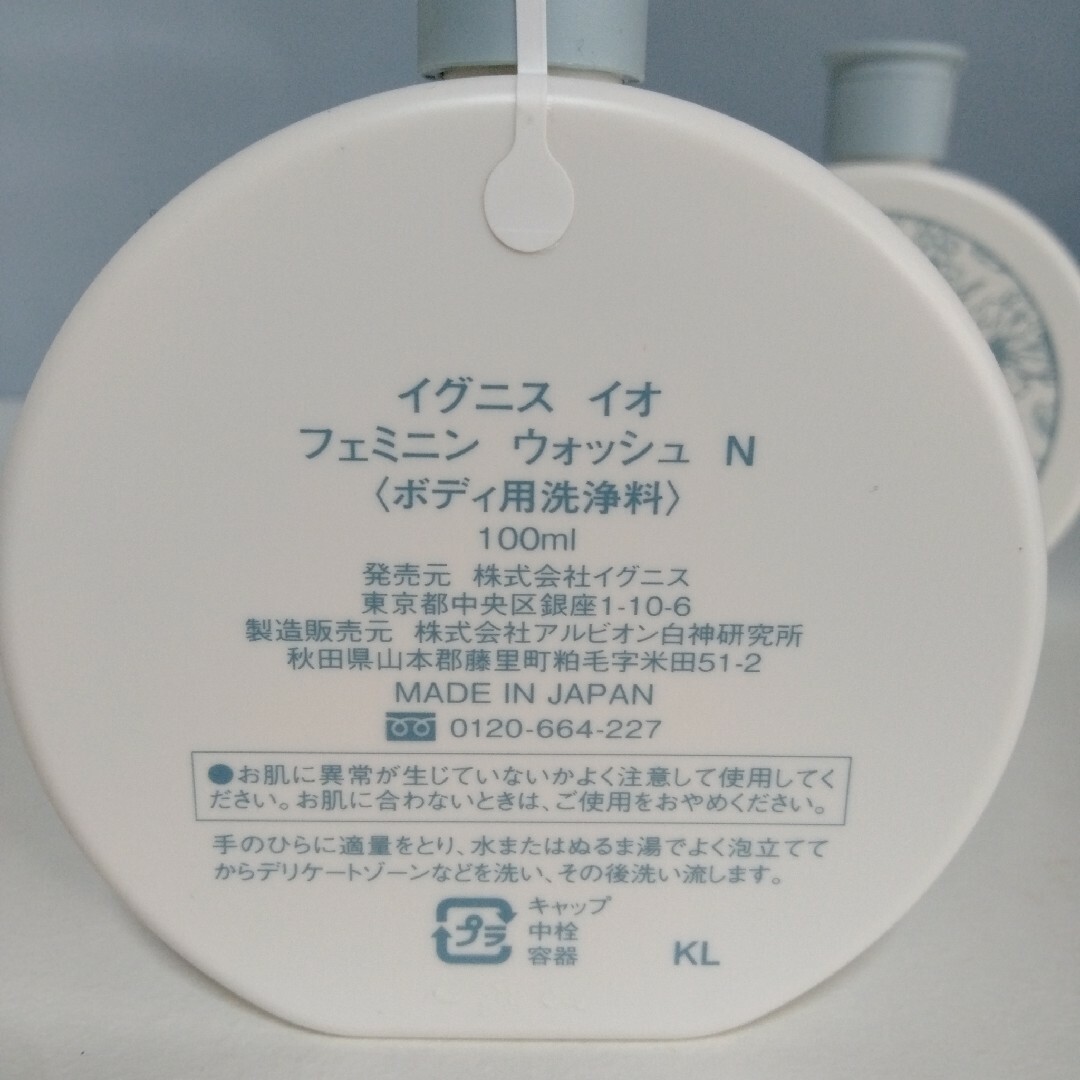 イグニス イオ
フェミニン ウォッシュ N
〈ボディ用洗浄料〉
100ml
発売元 株式会社イグニス
東京都中央区銀座1-10-6
製造販売元 株式会社アルビオン白神研究所
秋田県山本郡藤里町粕毛字米田51-2
MADE IN JAPAN
0120-664-227
●お肌に異常が生じていないかよく注意して使用してく
ださい。お肌に合わないときは、ご使用をおやめください。
手のひらに適量をとり、水またはぬるま湯でよく泡立てて
からデリケートゾーンなどを洗い、その後洗い流します。
プラ
キャップ
中栓
容器
KL